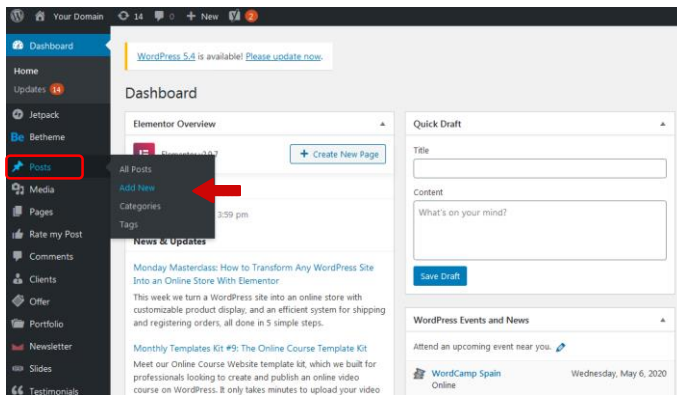 Your Domain 14 0 + New 2
Dashboard
Home
Updates 14
Jetpack
Be Betheme
Posts
Media
Pages
Rate my Post
Comments
Clients
Offer
Portfolio
Newsletter
Slides
Testimonials
All Posts
Add New
Categories
Tags
WordPress 5.4 is available! Please update now.
Dashboard
Elementor Overview
+ Create New Page
3:59 pm
News & Updates
Monday Masterclass: How to Transform Any WordPress Site
Into an Online Store With Elementor
This week we turn a WordPress site into an online store with
customizable product display, and an efficient system for shipping
and registering orders, all done in 5 simple steps.
Monthly Templates Kit #9: The Online Course Template Kit
Meet our Online Course Website template kit, which we built for
professionals looking to create and publish an online video
course on WordPress. It only takes minutes to upload your video
Quick Draft
Title
Content
What's on your mind?
Save Draft
WordPress Events and News
Attend an upcoming event near you.
WordCamp Spain Wednesday, May 6, 2020
Online